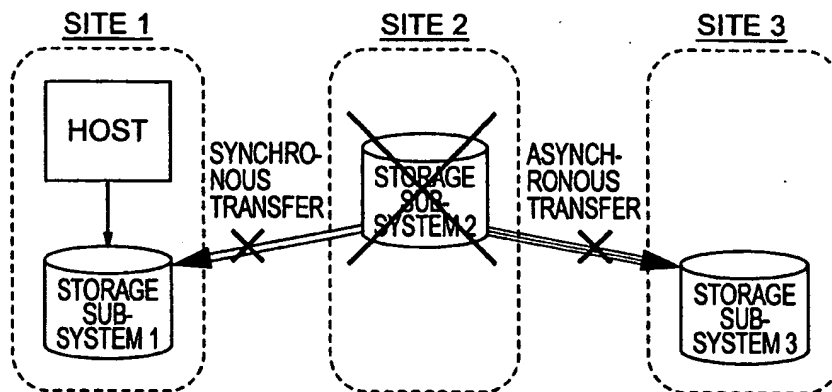 SITE 1
SITE 2
SITE 3
HOST
SYNCHRO-
NOUS
TRANSFER
STORAGE
SUB-
SYSTEM 2
ASYNCH-
RONOUS
TRANSFER
STORAGE
SUB-
SYSTEM 1
STORAGE
SUB-
SYSTEM 3